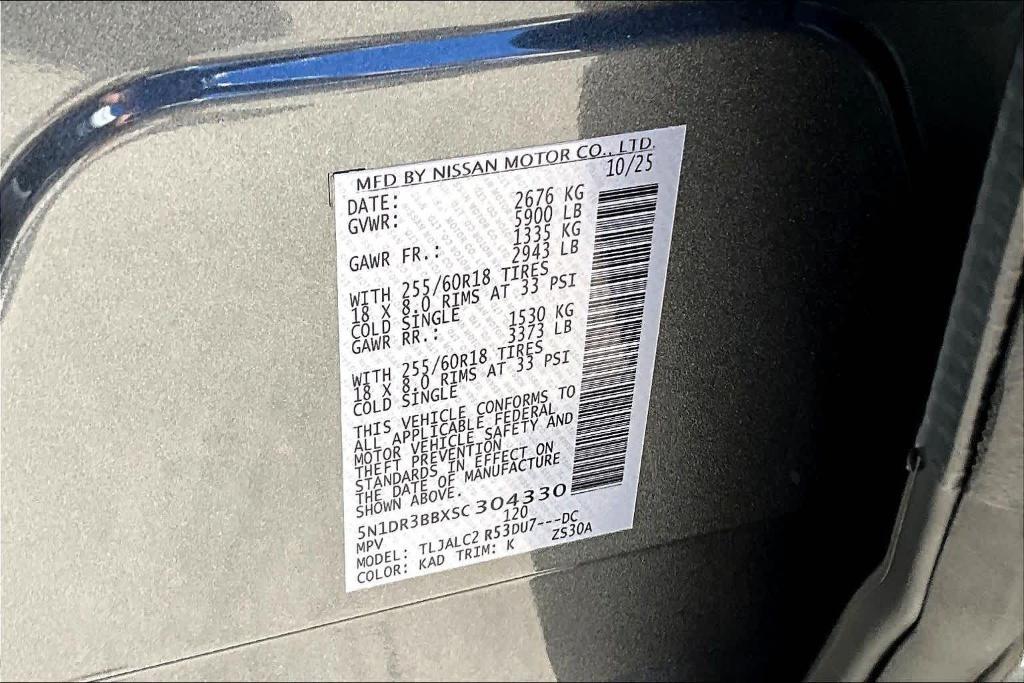 MFD BY NISSAN MOTOR CO., LTD.
DATE: 10/25
GVWR: 2676 KG
5900 LB
GAWR FR.: 1335 KG
2943 LB
WITH 255/60R18 TIRES
18 X 8.0 RIMS AT 33 PSI
COLD SINGLE
GAWR RR.: 1530 KG
3373 LB
WITH 255/60R18 TIRES
18 X 8.0 RIMS AT 33 PSI
COLD SINGLE
THIS VEHICLE CONFORMS TO
ALL APPLICABLE FEDERAL
MOTOR VEHICLE SAFETY AND
THEFT PREVENTION
STANDARDS IN EFFECT ON
THE DATE OF MANUFACTURE
SHOWN ABOVE.
5N1DR3BBXSC304330
MPV 120
MODEL: TLJALC2 R53DU7---DC
COLOR: KAD TRIM: K ZS30A